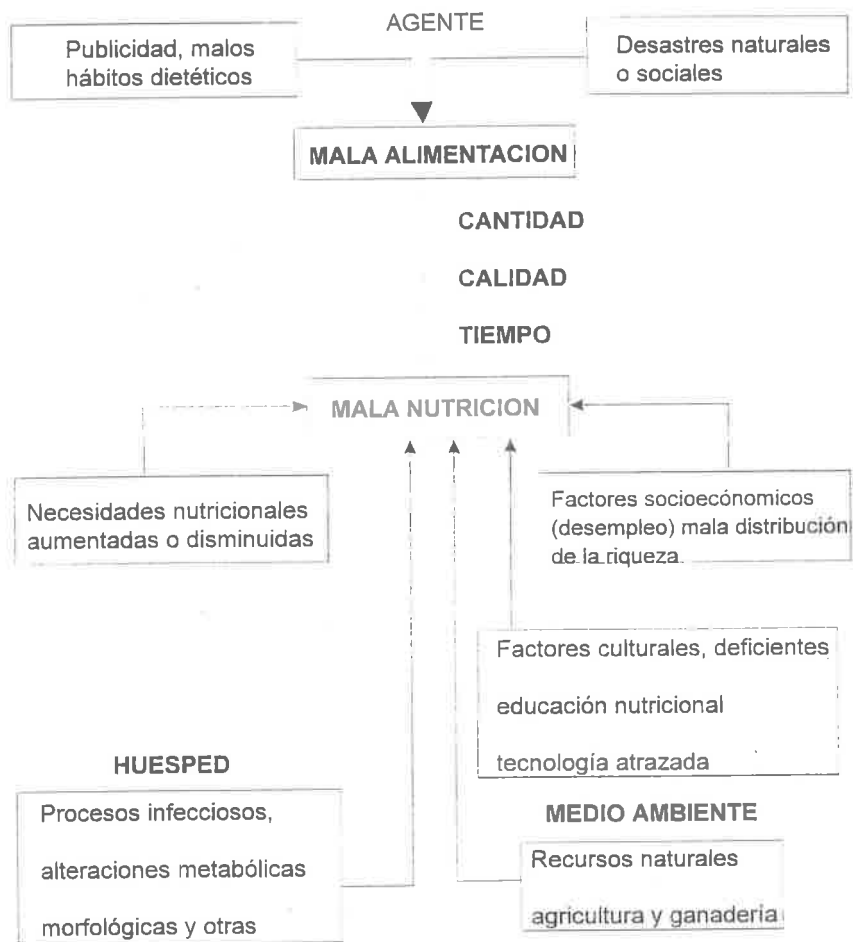 AGENTE
Publicidad, malos
hábitos dietéticos
Desastres naturales
o sociales
MALA ALIMENTACION
CANTIDAD
CALIDAD
TIEMPO
MALA NUTRICION
Necesidades nutricionales
aumentadas o disminuidas
Factores socioecónomicos
(desempleo) mala distribución
de la riqueza.
Factores culturales, deficientes
educación nutricional
tecnología atrazada
HUESPED
Procesos infecciosos,
alteraciones metabólicas
morfológicas y otras
MEDIO AMBIENTE
Recursos naturales
agricultura y ganadería